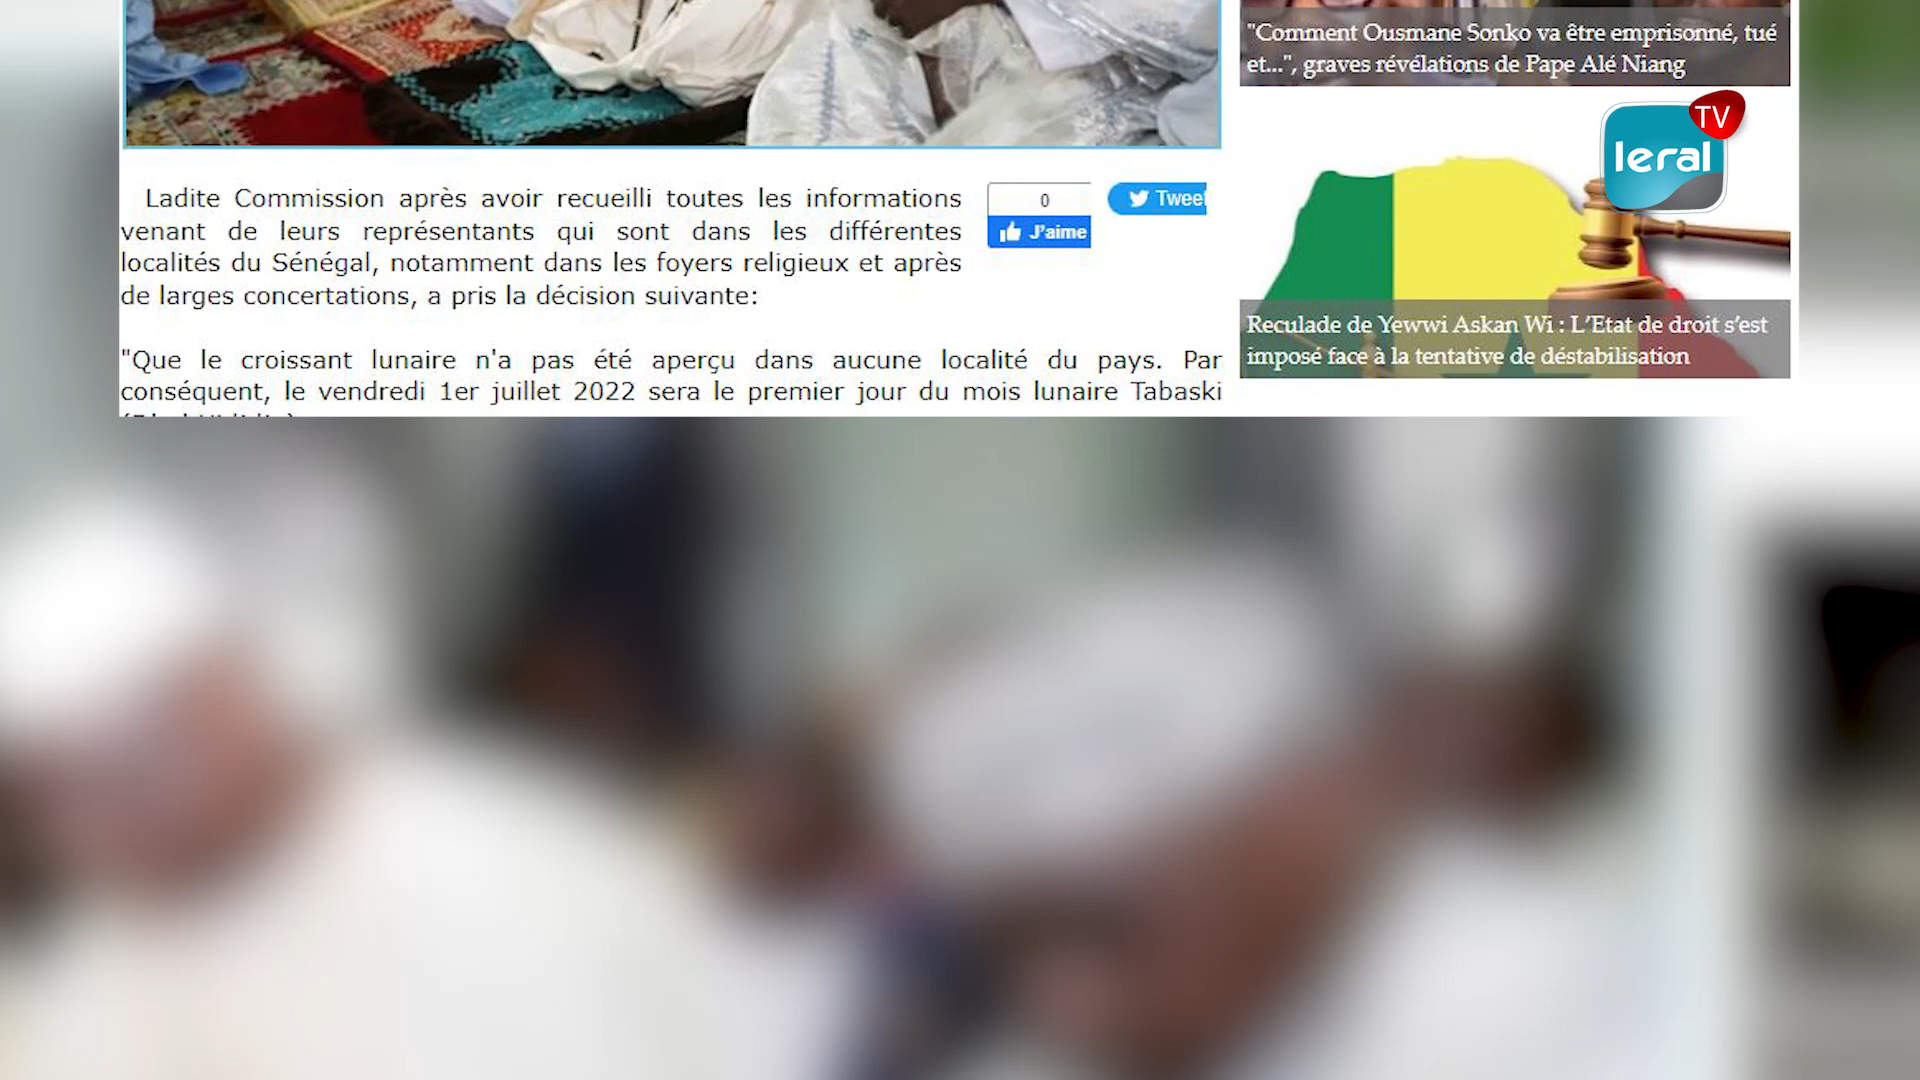 "Comment Ousmane Sonko va être emprisonné, tué
et...", graves révélations de Pape Alé Niang
TV
leral
Ladite Commission après avoir recueilli toutes les informations
venant de leurs représentants qui sont dans les différentes
localités du Sénégal, notamment dans les foyers religieux et après
de larges concertations, a pris la décision suivante:
0
J'aime
Tweet
"Que le croissant lunaire n'a pas été aperçu dans aucune localité du pays. Par
conséquent, le vendredi 1er juillet 2022 sera le premier jour du mois lunaire Tabaski
Reculade de Yewwi Askan Wi : L’Etat de droit s’est
imposé face à la tentative de déstabilisation